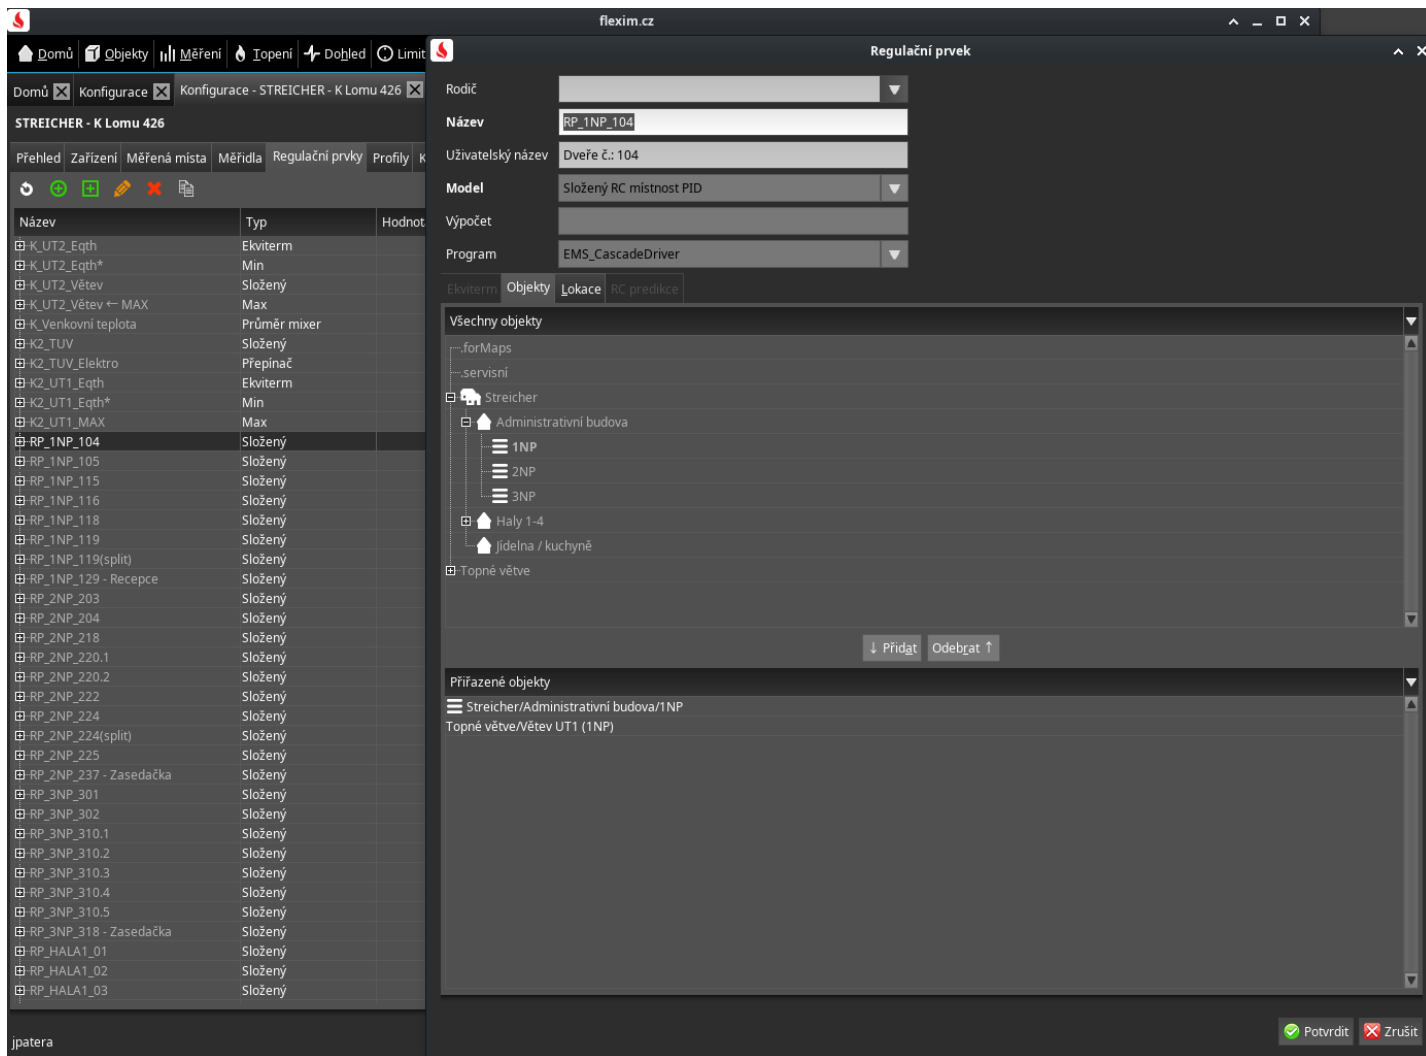 flexim.cz
Domů Objekty Měření Topení Dohled Limit
Domů Konfigurace Konfigurace - STREICHER - K Lomu 426
STREICHER - K Lomu 426
Přehled Zařízení Měřená místa Měřidla Regulační prvky Profily K
Název Typ Hodnot
K_UT2_Eqth Ekviterm
K_UT2_Eqth* Min
K_UT2_Větev Složený
K_UT2_Větev ← MAX Max
K_Venkovní teplota Průměr mixer
K2_TUV Složený
K2_TUV_Elektro Přepínač
K2_UT1_Eqth Ekviterm
K2_UT1_Eqth* Min
K2_UT1_MAX Max
RP_1NP_104 Složený
RP_1NP_105 Složený
RP_1NP_115 Složený
RP_1NP_116 Složený
RP_1NP_118 Složený
RP_1NP_119 Složený
RP_1NP_119(split) Složený
RP_1NP_129 - Recepce Složený
RP_2NP_203 Složený
RP_2NP_204 Složený
RP_2NP_218 Složený
RP_2NP_220.1 Složený
RP_2NP_220.2 Složený
RP_2NP_222 Složený
RP_2NP_224 Složený
RP_2NP_224(split) Složený
RP_2NP_225 Složený
RP_2NP_237 - Zasedačka Složený
RP_3NP_301 Složený
RP_3NP_302 Složený
RP_3NP_310.1 Složený
RP_3NP_310.2 Složený
RP_3NP_310.3 Složený
RP_3NP_310.4 Složený
RP_3NP_310.5 Složený
RP_3NP_318 - Zasedačka Složený
RP_HALA1_01 Složený
RP_HALA1_02 Složený
RP_HALA1_03 Složený
jpatera
Regulační prvek
Rodič
Název RP_1NP_104
Uživatelský název Dveře č.: 104
Model Složený RC místnost PID
Výpočet
Program EMS_CascadeDriver
Ekviterm Objekty Lokace RC predikce
Všechny objekty
.forMaps
.servisní
Streicher
Administrativní budova
1NP
2NP
3NP
Haly 1-4
Jídelna / kuchyně
Topné větve
↓ Přidat Odebrat ↑
Přiřazené objekty
Streicher/Administrativní budova/1NP
Topné větve/Větev UT1 (1NP)
Potvrdit Zrušit